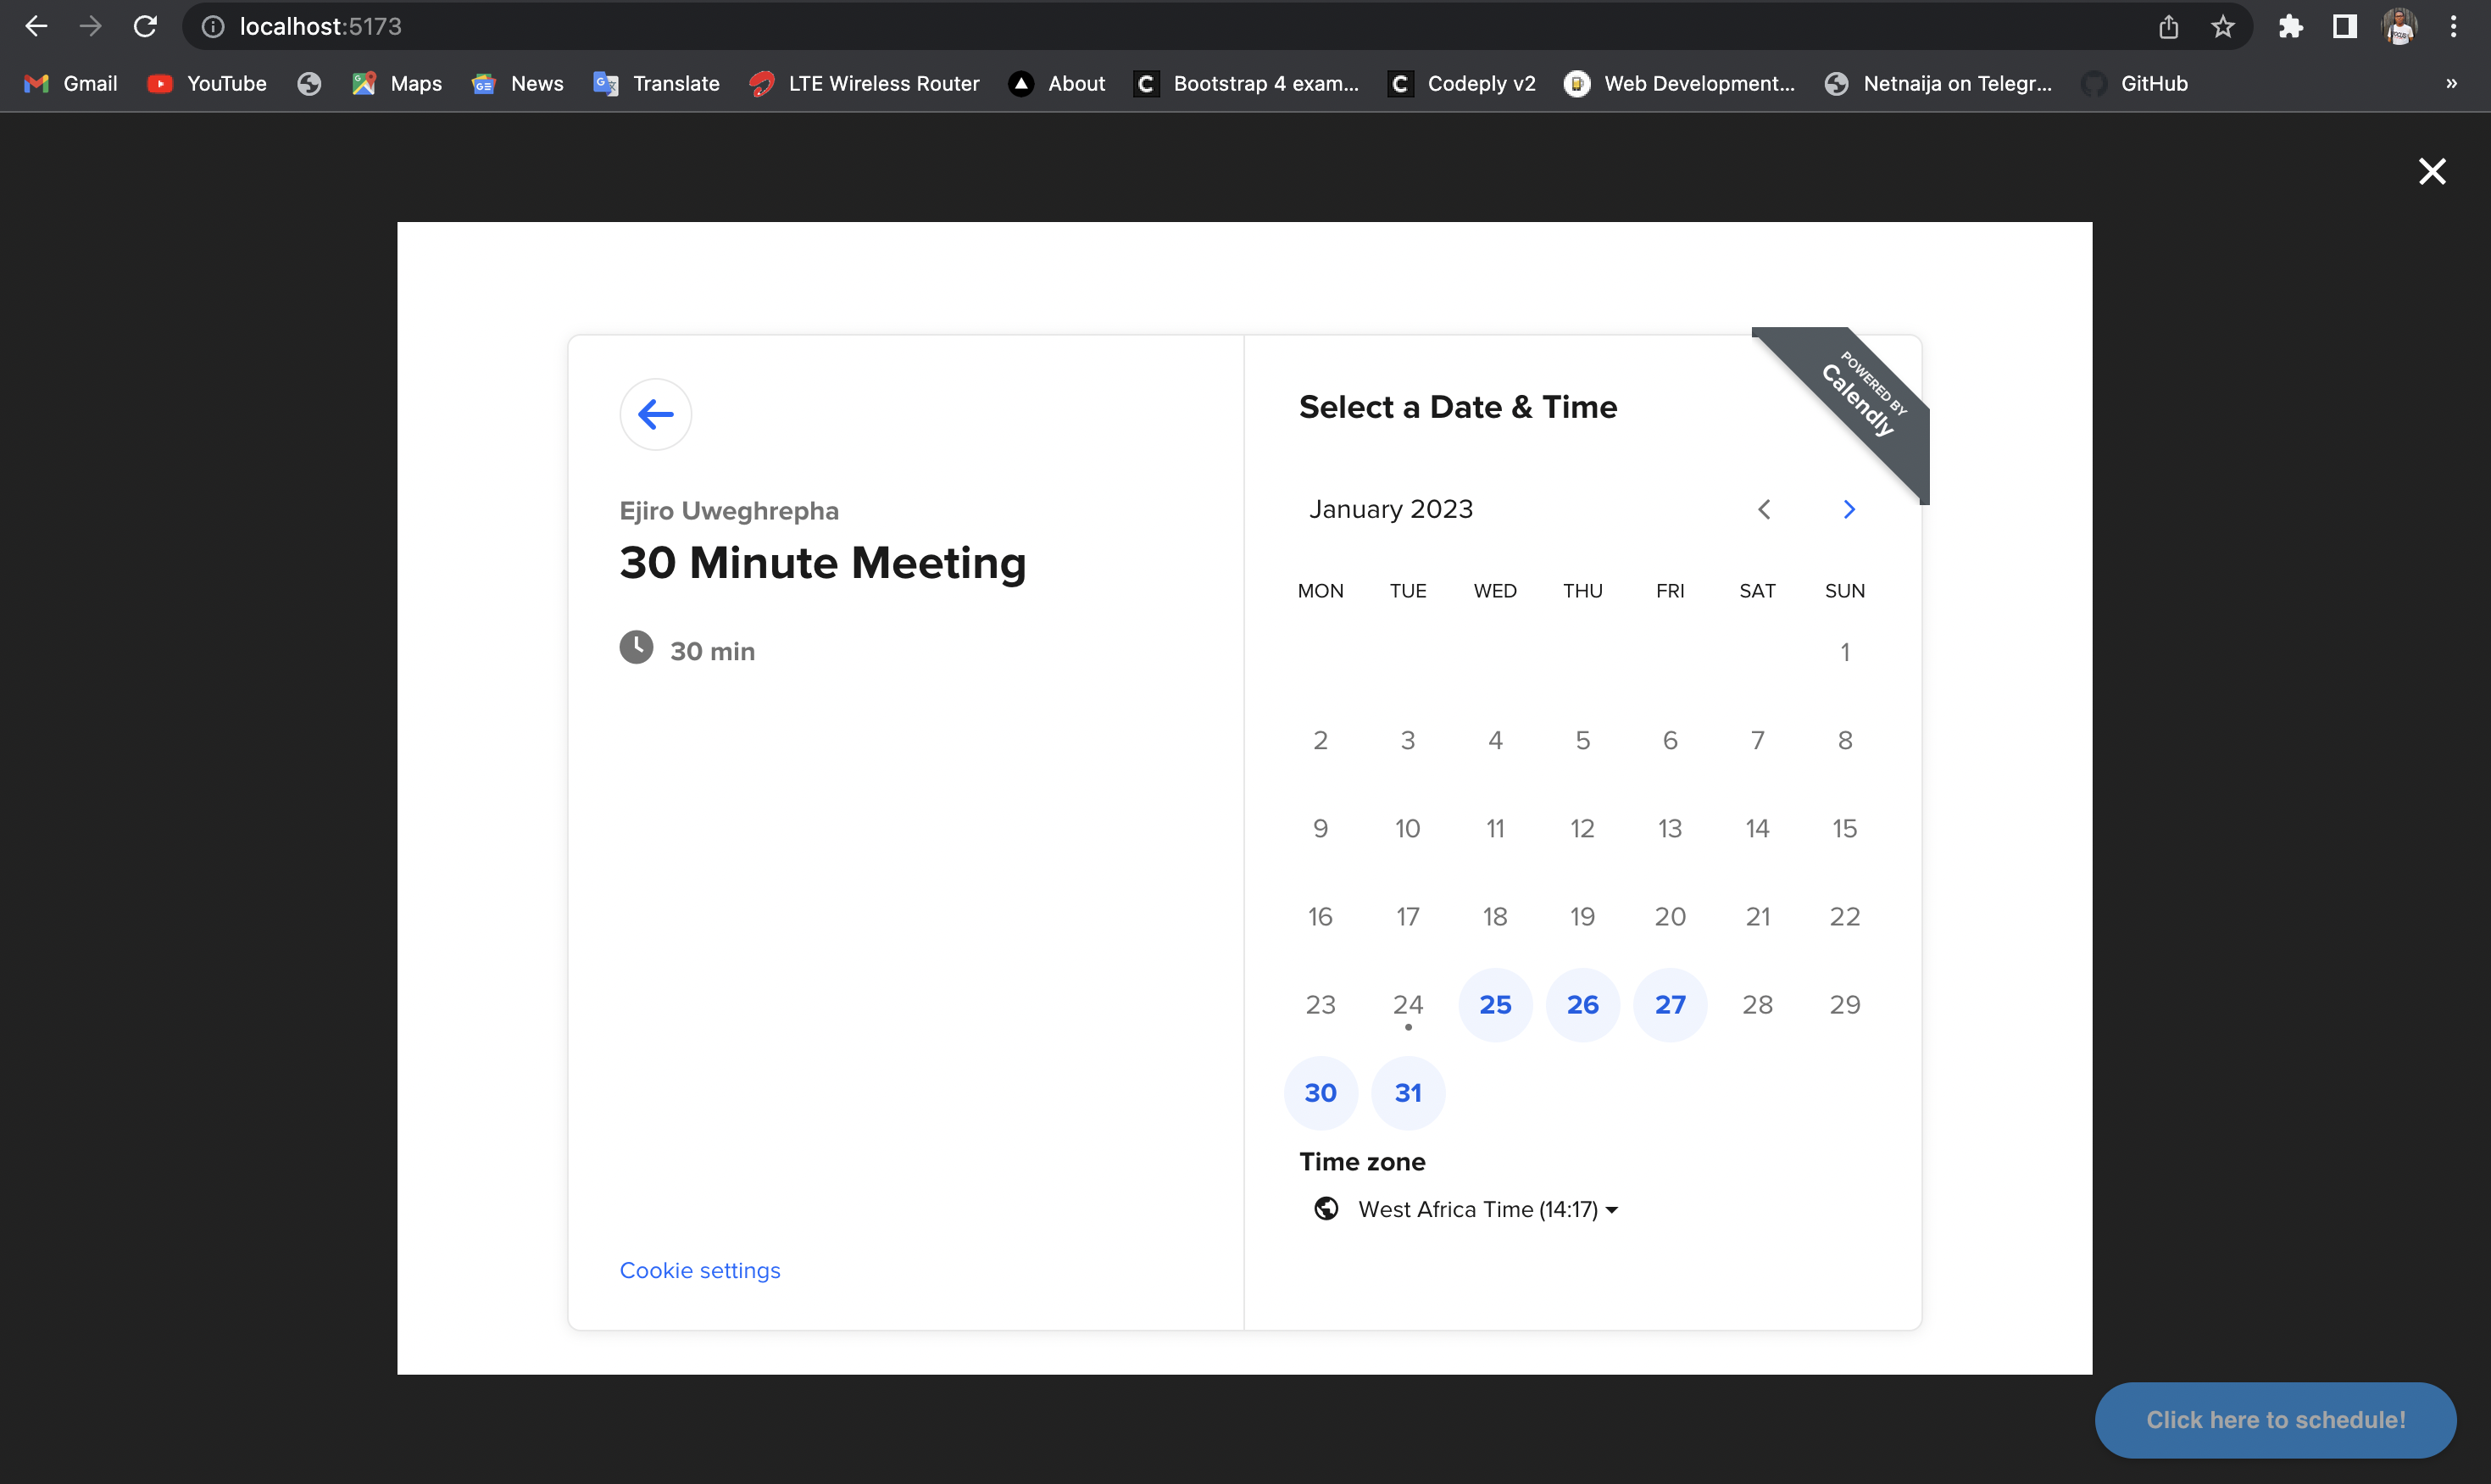 localhost:5173
Gmail YouTube Maps News Translate LTE Wireless Router About Bootstrap 4 exam... Codeply v2 Web Development... Netnaija on Telegr... GitHub »
POWERED BY
Calendly
Ejiro Uweghrepha
30 Minute Meeting
30 min
Cookie settings
Select a Date & Time
January 2023
MON TUE WED THU FRI SAT SUN
1
2 3 4 5 6 7 8
9 10 11 12 13 14 15
16 17 18 19 20 21 22
23 24 25 26 27 28 29
30 31
Time zone
West Africa Time (14:17)
Click here to schedule!